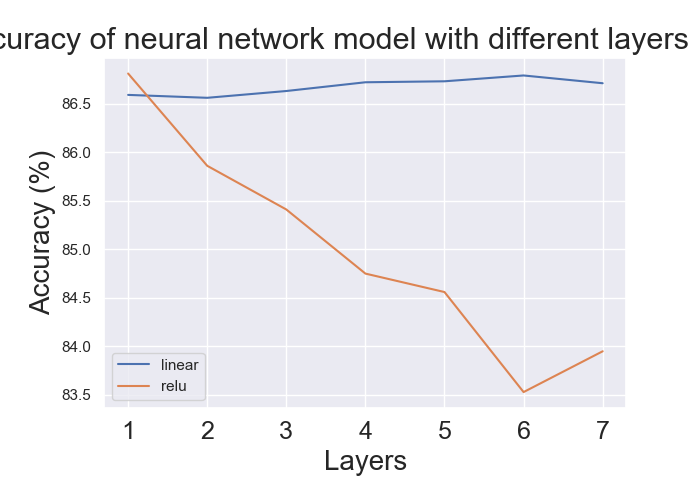 curacy of neural network model with different layers
Accuracy (%)
86.5
86.0
85.5
85.0
84.5
84.0
83.5
linear
relu
1 2 3 4 5 6 7
Layers